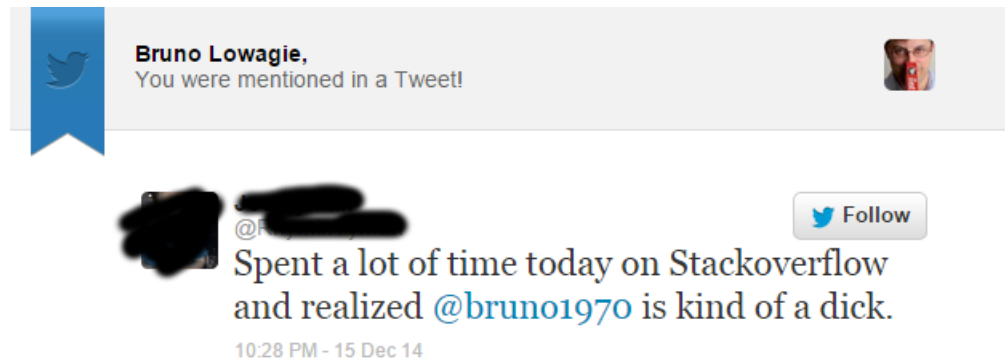 Bruno Lowagie,
You were mentioned in a Tweet!
Follow
Spent a lot of time today on Stackoverflow
and realized @bruno1970 is kind of a dick.
10:28 PM - 15 Dec 14